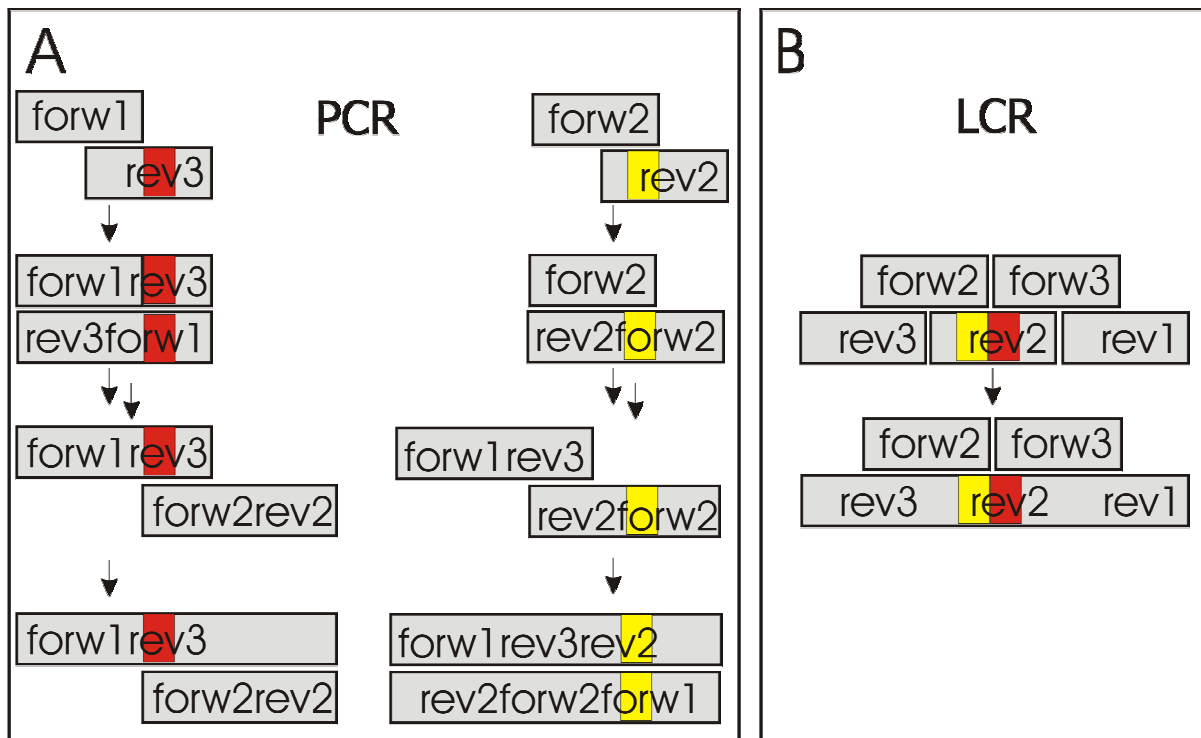 A
PCR
forw1
rev3
forw1rev3
rev3forw1
forw1rev3
forw2rev2
forw1rev3
forw2rev2
forw2
rev2
forw2
rev2forw2
forw1rev3
rev2forw2
forw1rev3rev2
rev2forw2forw1
B
LCR
forw2 forw3
rev3 rev2 rev1
forw2 forw3
rev3 rev2 rev1